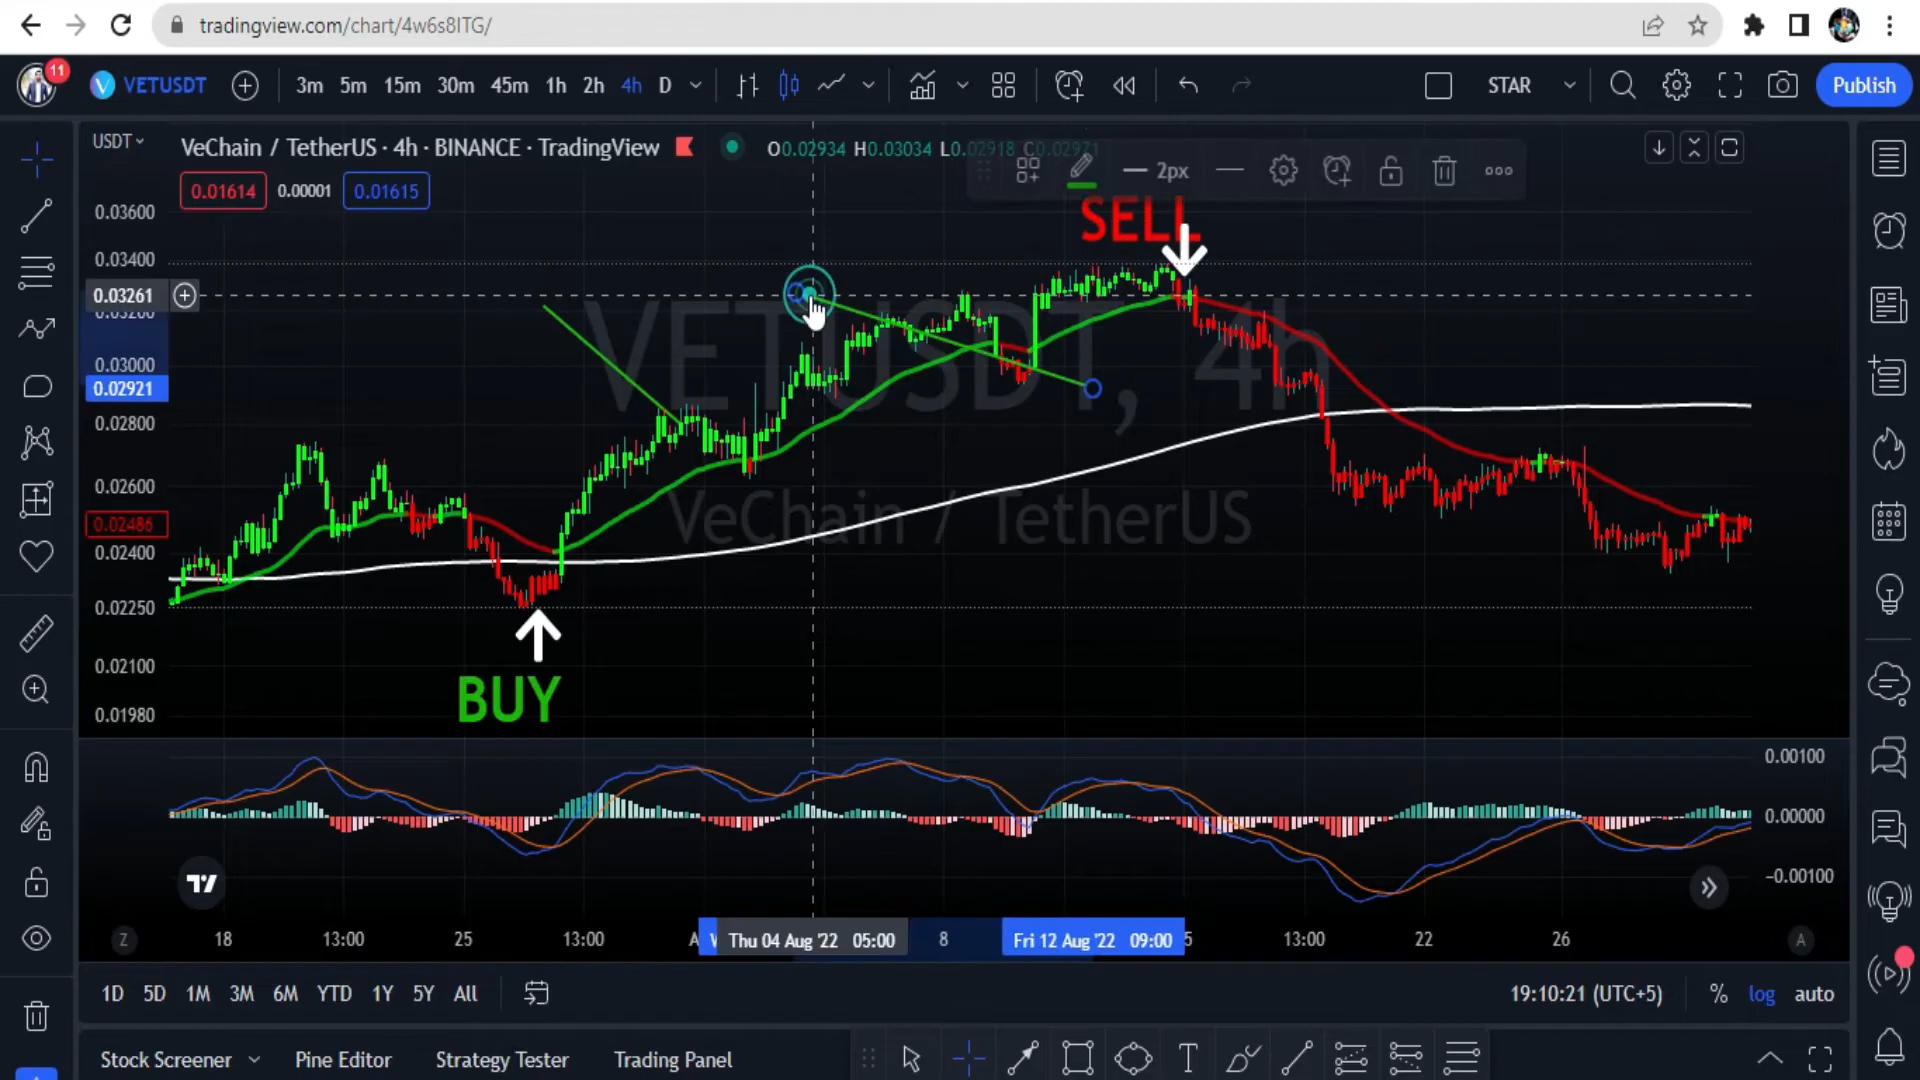 tradingview.com/chart/4w6s8ITG/
11
VETUSDT 3m 5m 15m 30m 45m 1h 2h 4h D STAR Publish
USDT
VeChain / TetherUS · 4h · BINANCE · TradingView O0.02934 H0.03034 L0.02918 C0.02971
2px
0.01614 0.00001 0.01615
0.03600
SELL
0.03400
0.03261
0.03200
VETUSDT, 4h
0.03000
0.02921
0.02800
0.02600
VeChain / TetherUS
0.02486
0.02400
0.02250
0.02100
BUY
0.01980
0.00100
0.00000
−0.00100
Z 18 13:00 25 13:00 Thu 04 Aug '22 05:00 8 Fri 12 Aug '22 09:00 5 13:00 22 26 A
1D 5D 1M 3M 6M YTD 1Y 5Y All 19:10:21 (UTC+5) % log auto
Stock Screener Pine Editor Strategy Tester Trading Panel